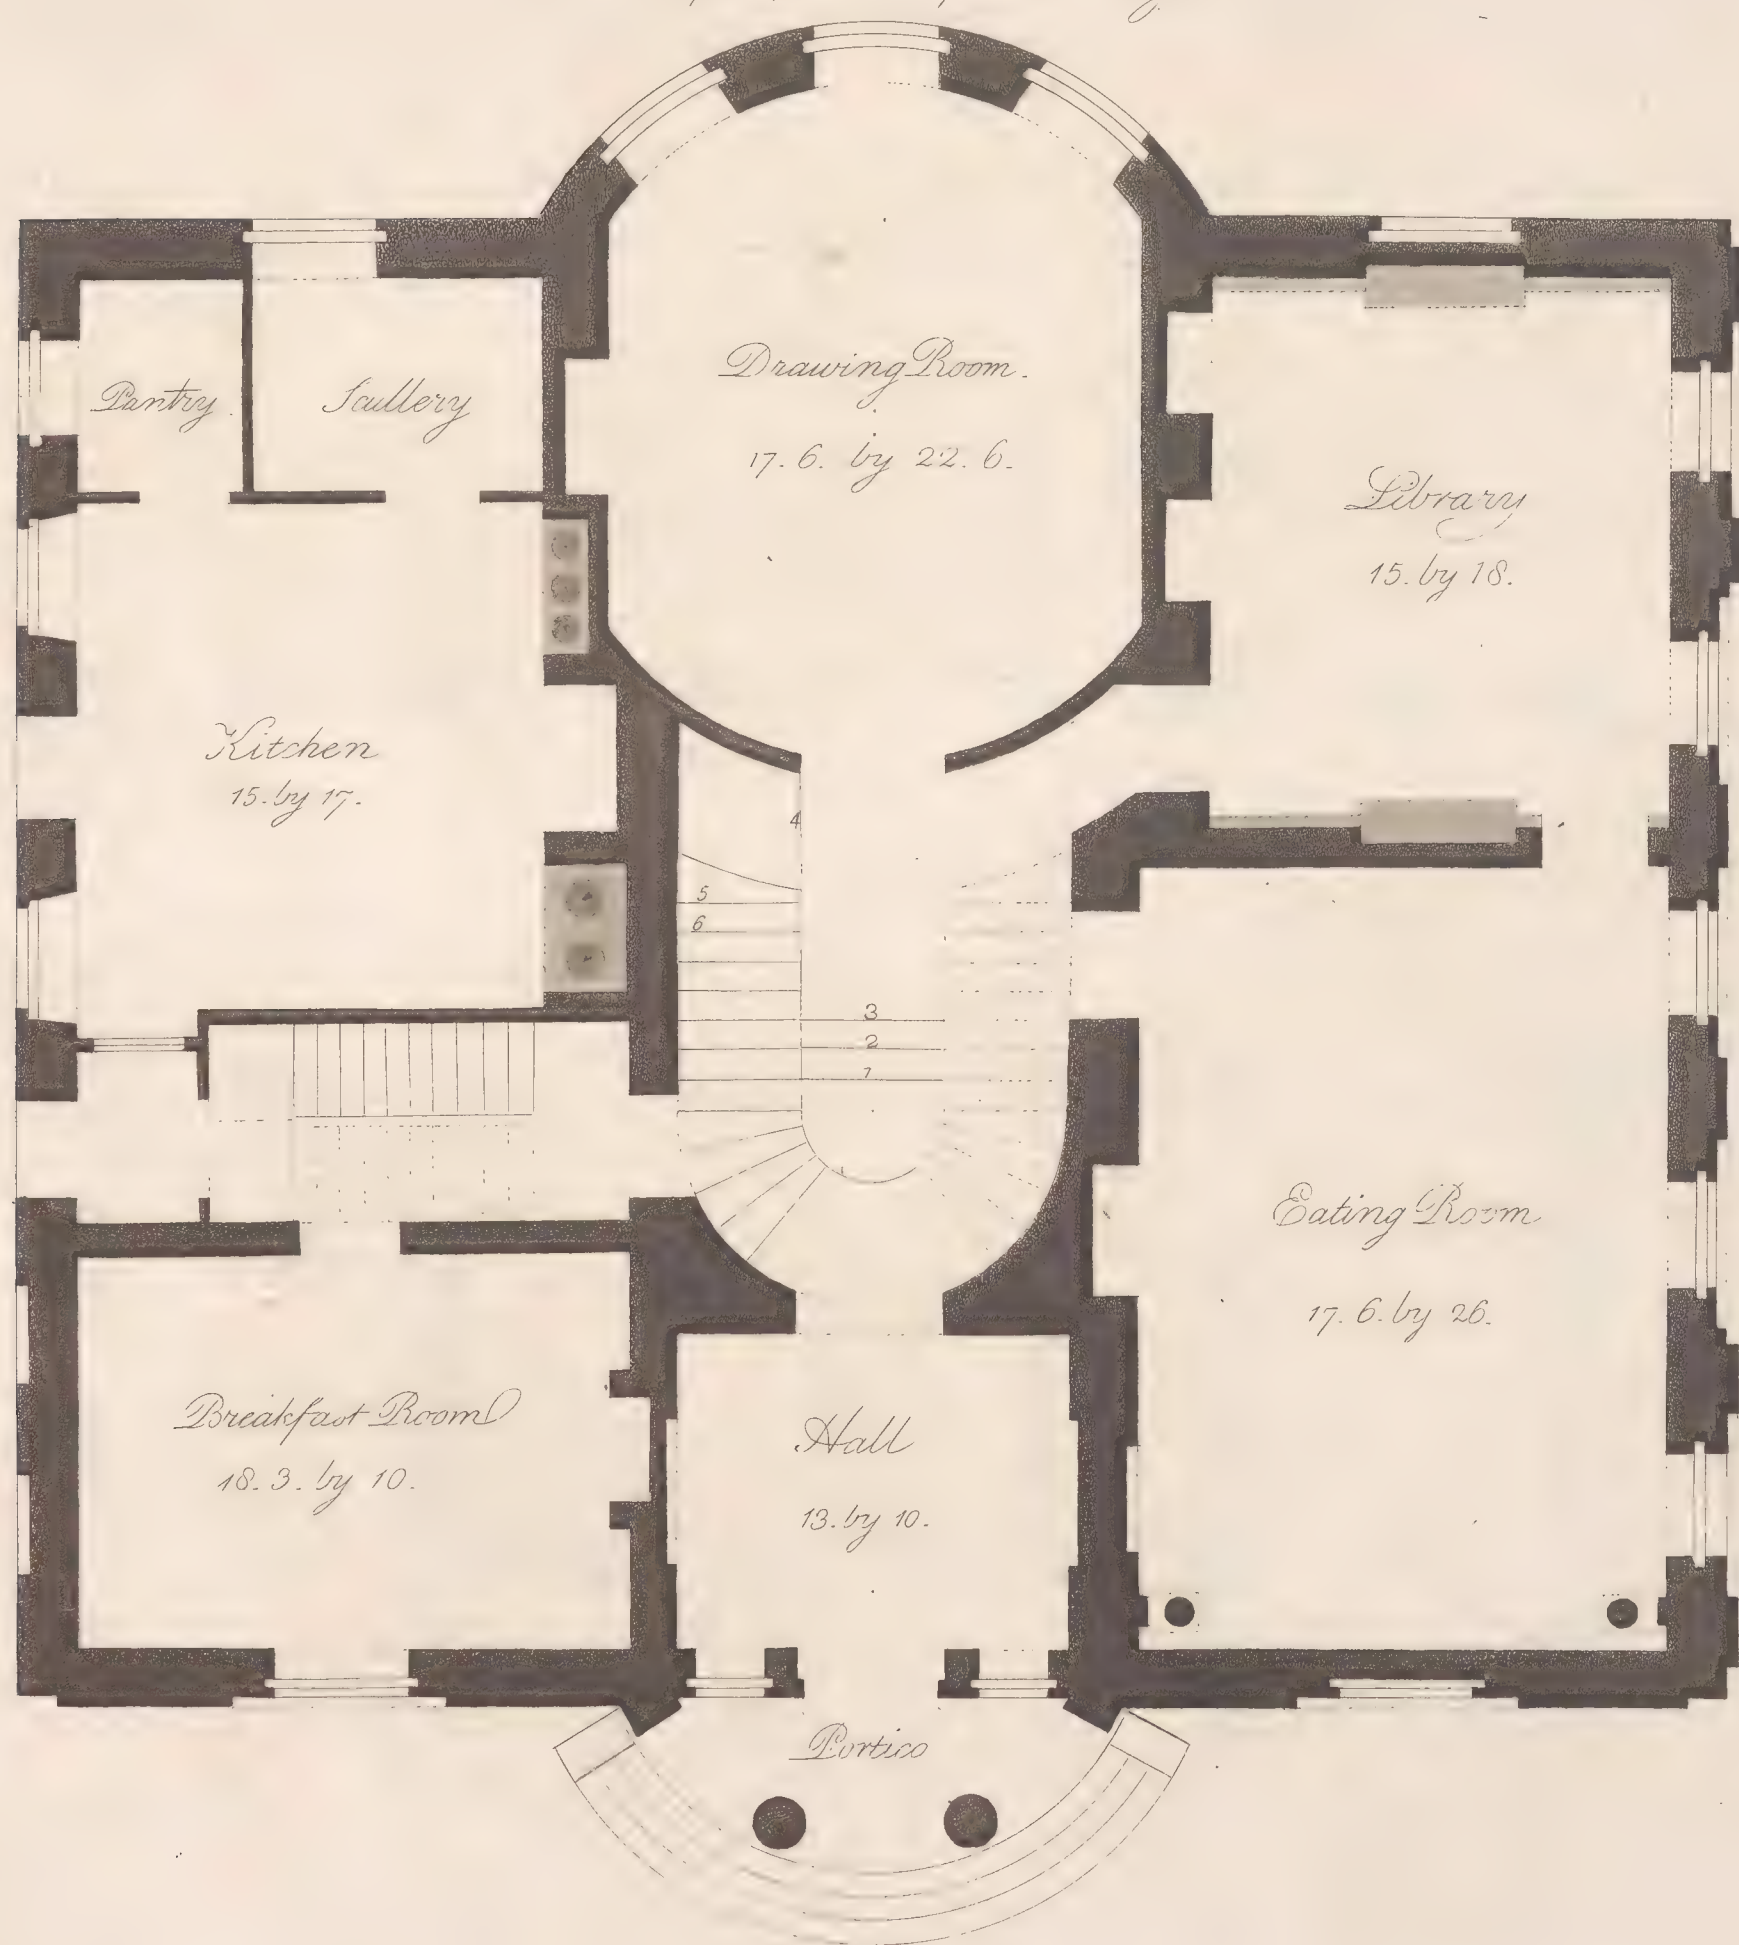 Drawing Room.
17. 6. by 22. 6.
Pantry.
Scullery
Library
15. by 18.
Kitchen
15. by 17.
4
5
6
3
2
1
Eating Room
17. 6. by 26.
Breakfast Room
18. 3. by 10.
Hall
13. by 10.
Portico